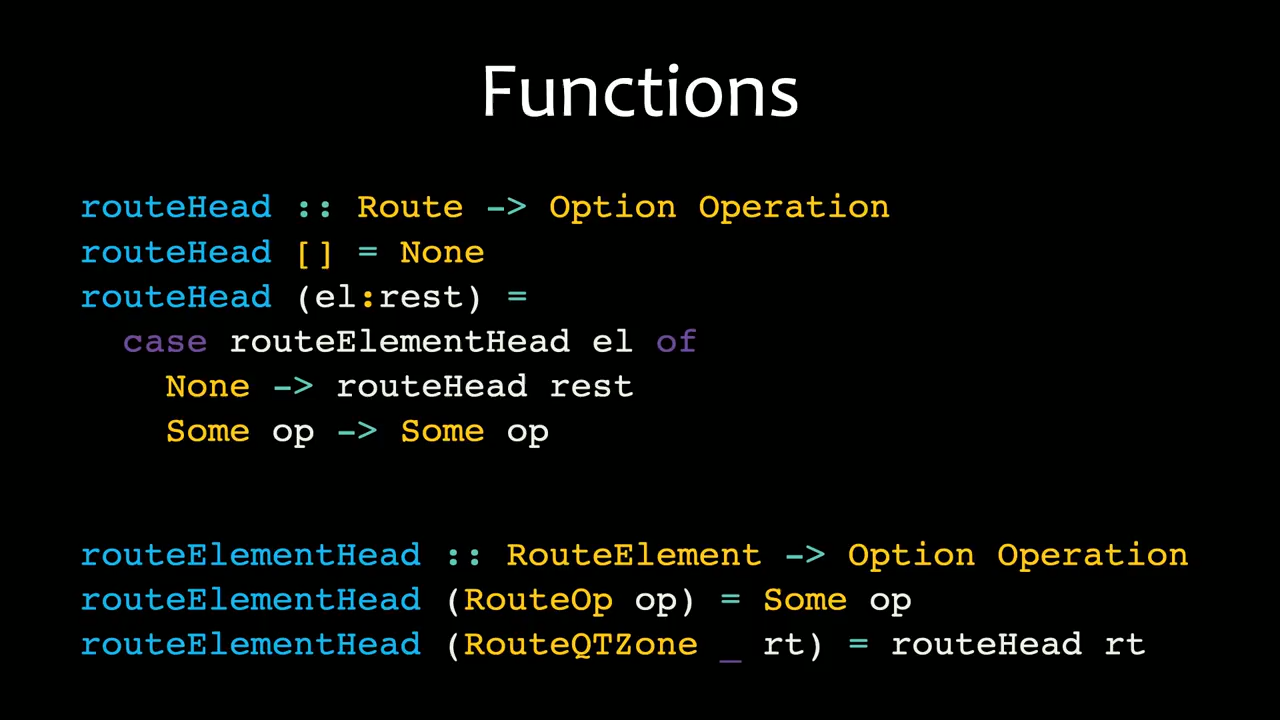 Functions
routeHead :: Route -> Option Operation
routeHead [] = None
routeHead (el:rest) =
  case routeElementHead el of
    None -> routeHead rest
    Some op -> Some op
routeElementHead :: RouteElement -> Option Operation
routeElementHead (RouteOp op) = Some op
routeElementHead (RouteQTZone _ rt) = routeHead rt